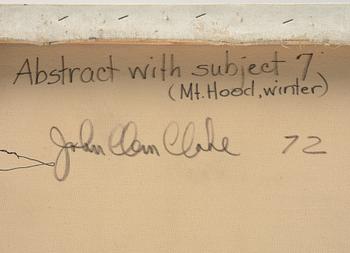 Abstract with subject 7
(Mt. Hood, winter)
John Clem Clarke 72